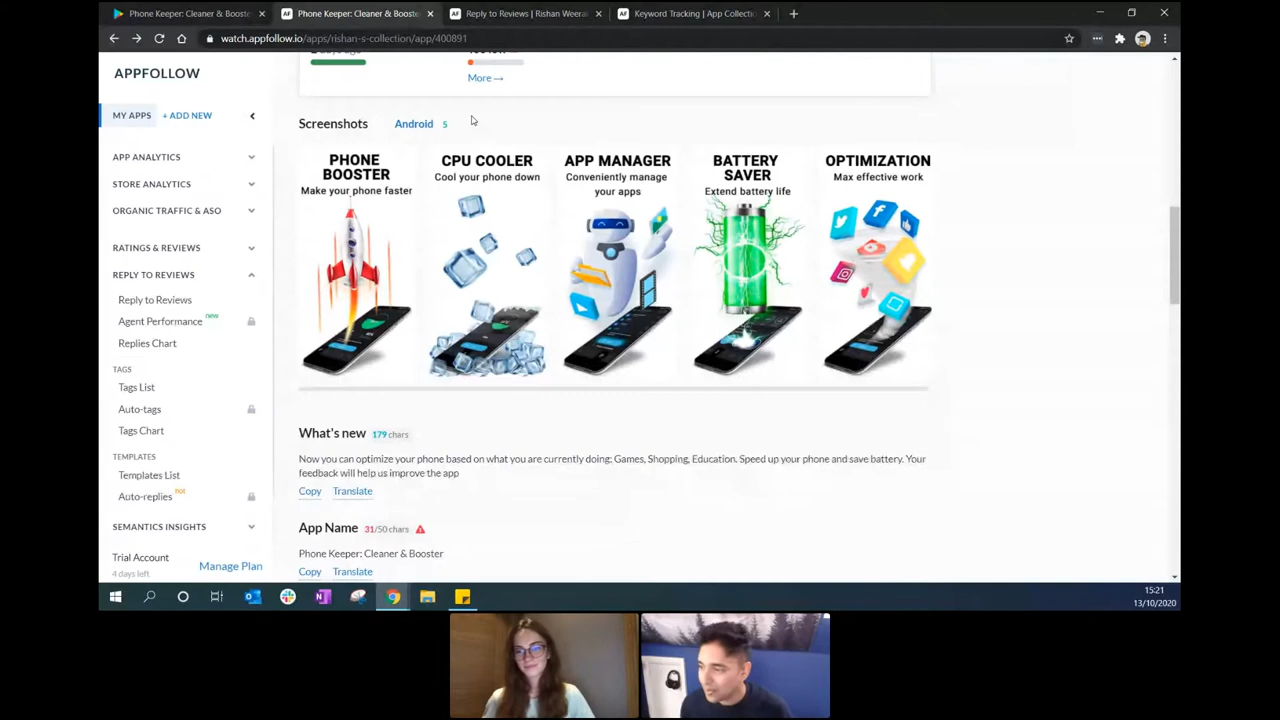 Phone Keeper: Cleaner & Booste
Phone Keeper: Cleaner & Booste
Reply to Reviews | Rishan Weera
Keyword Tracking | App Collecti
watch.appfollow.io/apps/rishan-s-collection/app/400891
APPFOLLOW
MY APPS
+ ADD NEW
APP ANALYTICS
STORE ANALYTICS
ORGANIC TRAFFIC & ASO
RATINGS & REVIEWS
REPLY TO REVIEWS
Reply to Reviews
Agent Performance new
Replies Chart
TAGS
Tags List
Auto-tags
Tags Chart
TEMPLATES
Templates List
Auto-replies hot
SEMANTICS INSIGHTS
Trial Account
4 days left
Manage Plan
More →
Screenshots
Android 5
PHONE
BOOSTER
Make your phone faster
CPU COOLER
Cool your phone down
APP MANAGER
Conveniently manage
your apps
BATTERY
SAVER
Extend battery life
OPTIMIZATION
Max effective work
What's new 179 chars
Now you can optimize your phone based on what you are currently doing: Games, Shopping, Education. Speed up your phone and save battery. Your
feedback will help us improve the app
Copy Translate
App Name 31/50 chars
Phone Keeper: Cleaner & Booster
Copy Translate
15:21
13/10/2020